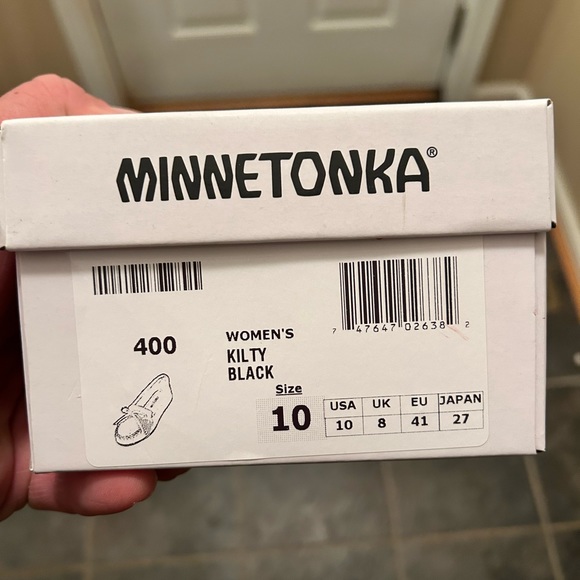 MINNETONKA®
400
WOMEN'S
KILTY
BLACK
7 47647 02638 2
Size
10
USA UK EU JAPAN
10 8 41 27